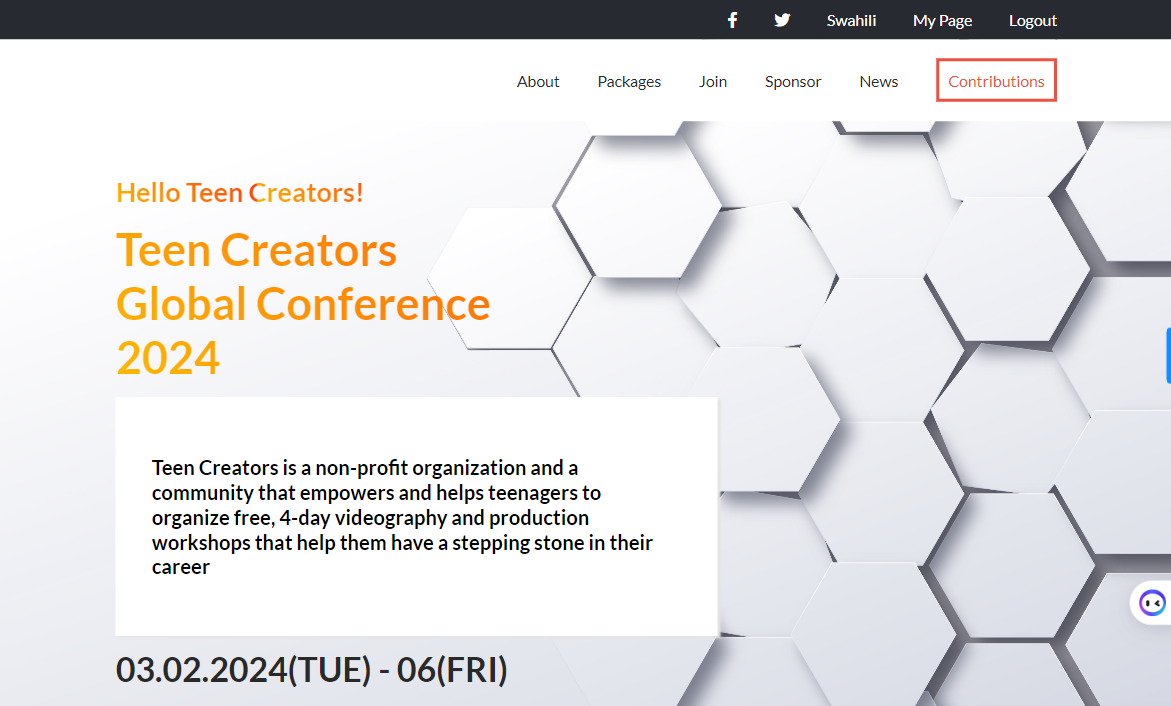 Swahili My Page Logout
About Packages Join Sponsor News Contributions
Hello Teen Creators!
Teen Creators
Global Conference
2024
Teen Creators is a non-profit organization and a
community that empowers and helps teenagers to
organize free, 4-day videography and production
workshops that help them have a stepping stone in their
career
03.02.2024(TUE) - 06(FRI)